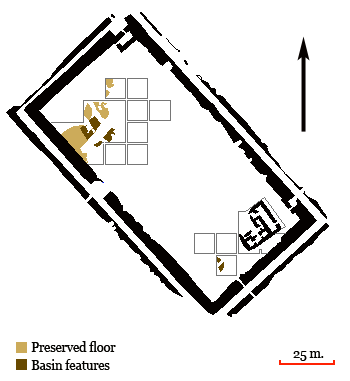 Preserved floor
Basin features
25 m.